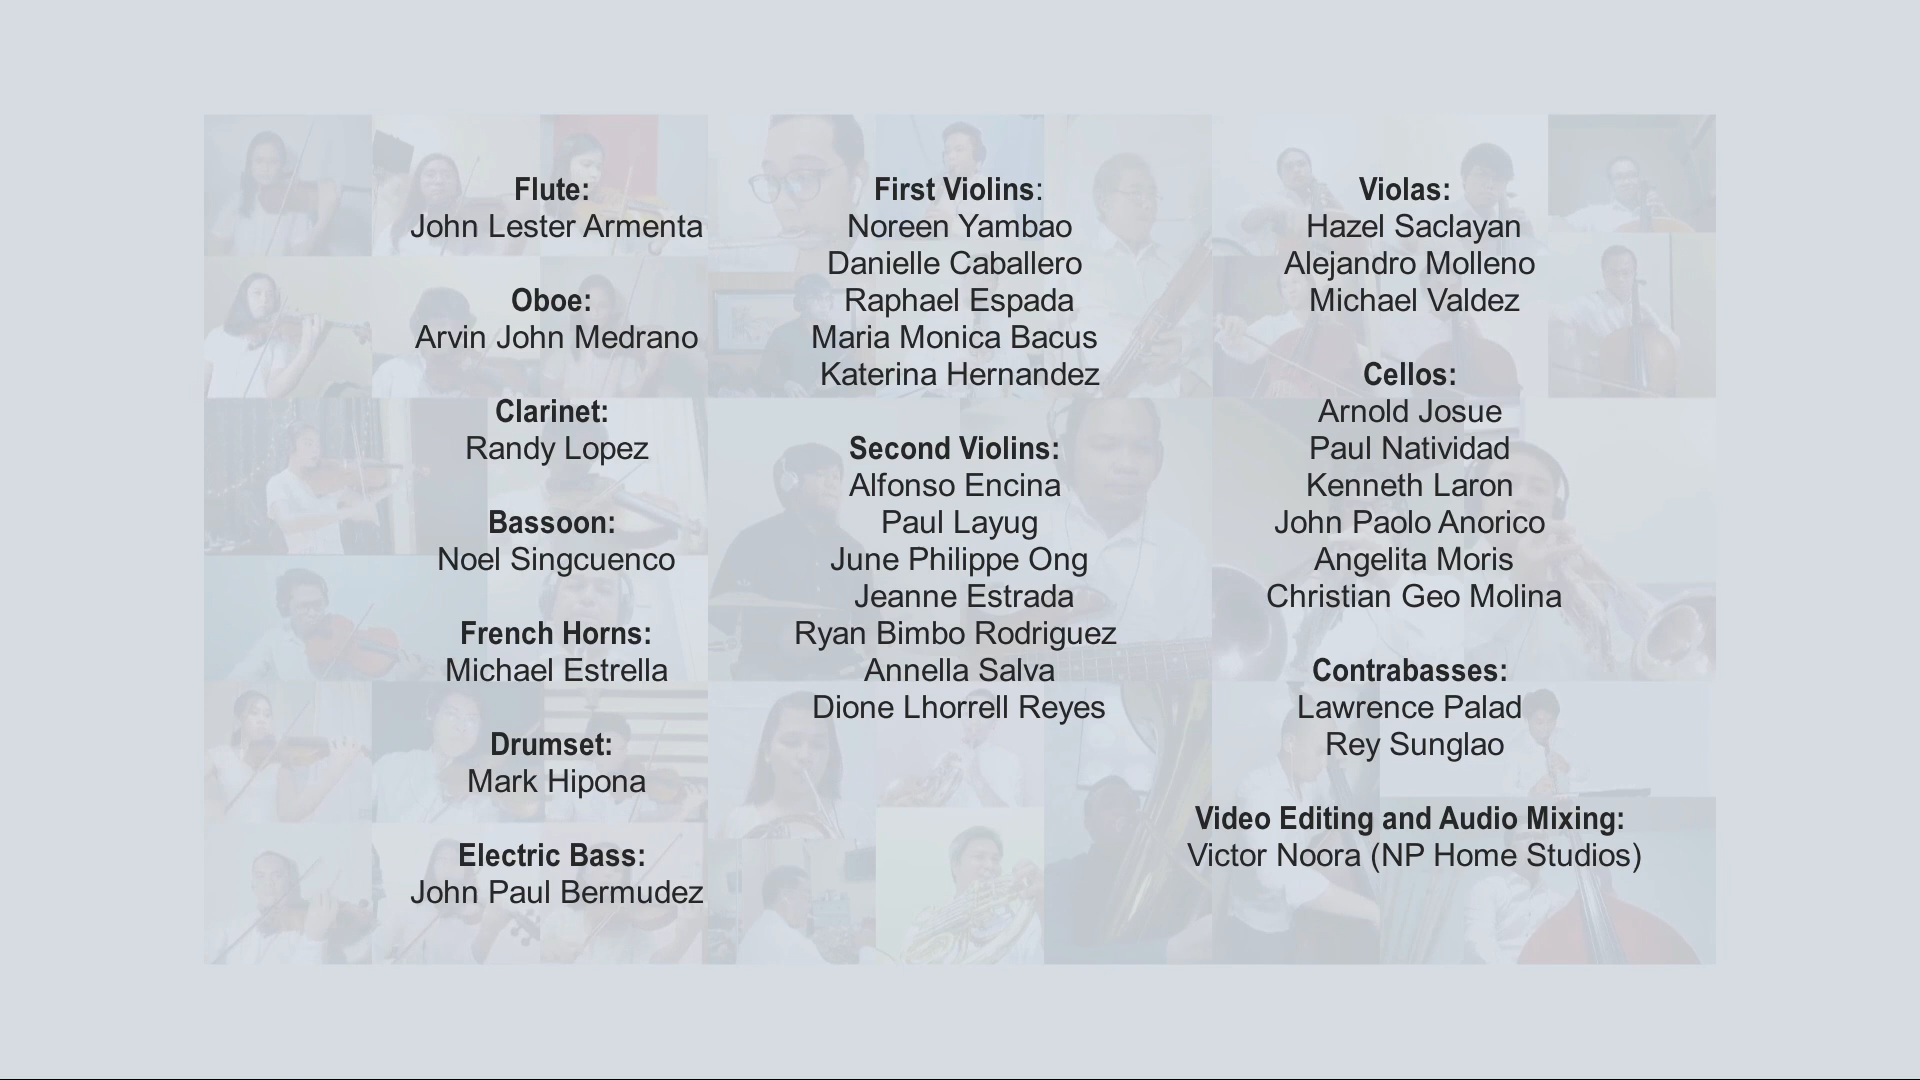 Flute:
John Lester Armenta
Oboe:
Arvin John Medrano
Clarinet:
Randy Lopez
Bassoon:
Noel Singcuenco
French Horns:
Michael Estrella
Drumset:
Mark Hipona
Electric Bass:
John Paul Bermudez
First Violins:
Noreen Yambao
Danielle Caballero
Raphael Espada
Maria Monica Bacus
Katerina Hernandez
Second Violins:
Alfonso Encina
Paul Layug
June Philippe Ong
Jeanne Estrada
Ryan Bimbo Rodriguez
Annella Salva
Dione Lhorrell Reyes
Violas:
Hazel Saclayan
Alejandro Molleno
Michael Valdez
Cellos:
Arnold Josue
Paul Natividad
Kenneth Laron
John Paolo Anorico
Angelita Moris
Christian Geo Molina
Contrabasses:
Lawrence Palad
Rey Sunglao
Video Editing and Audio Mixing:
Victor Noora (NP Home Studios)